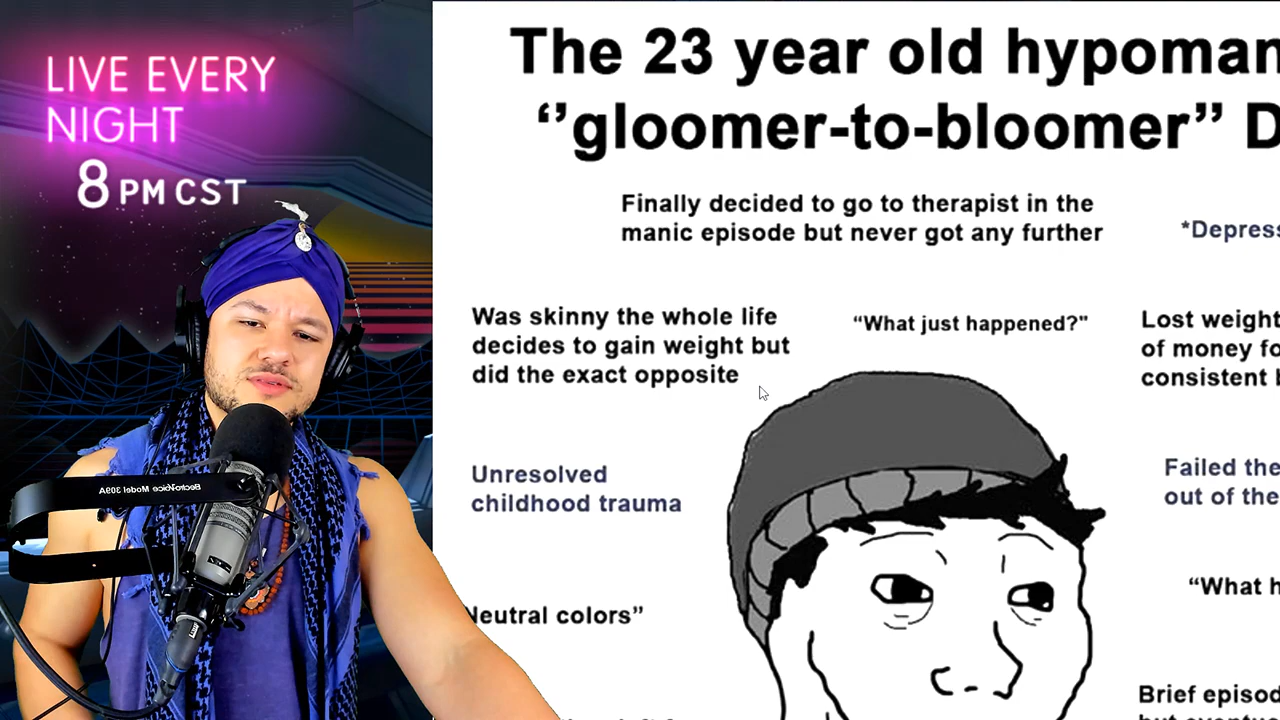 LIVE EVERY
NIGHT
8 PM CST
The 23 year old hypoman
‘’gloomer-to-bloomer’’ D
Finally decided to go to therapist in the
manic episode but never got any further
*Depress
Was skinny the whole life
decides to gain weight but
did the exact opposite
“What just happened?"
Lost weight
of money fo
consistent b
Unresolved
childhood trauma
Failed the
out of the
Neutral colors”
“What h
Brief episod
but eventu